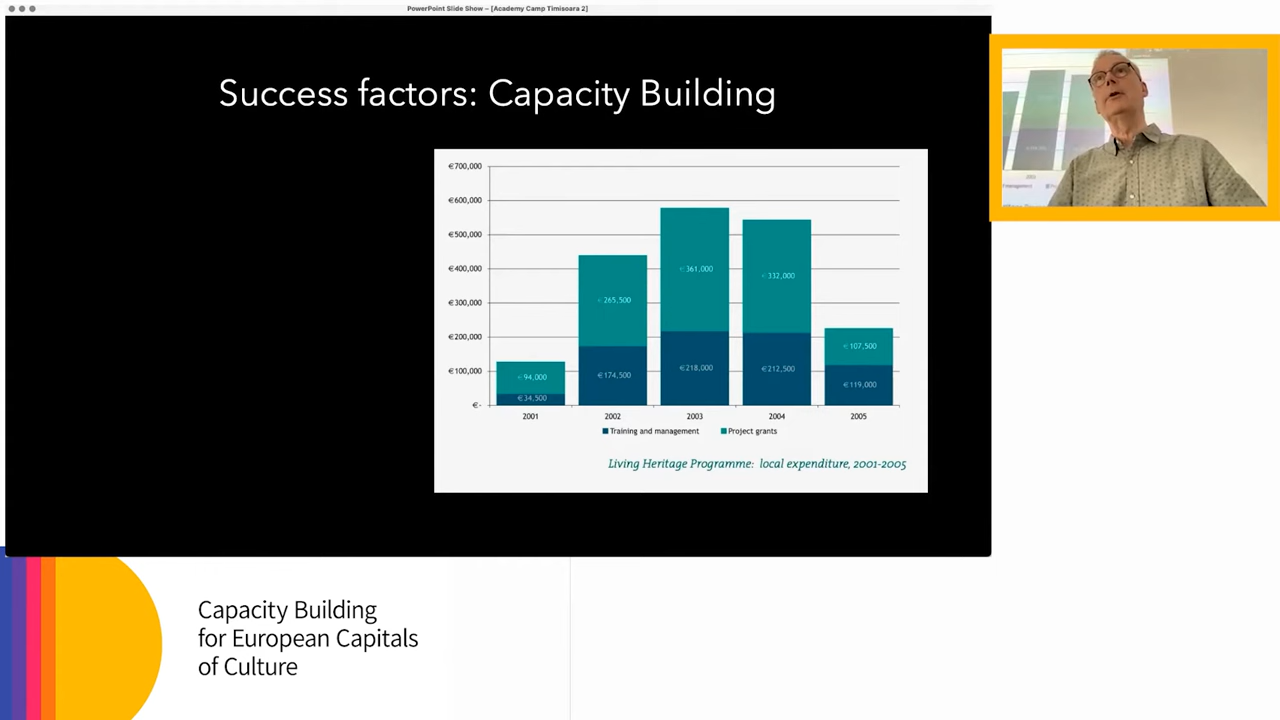 PowerPoint Slide Show – [Academy Camp Timisoara 2]
Success factors: Capacity Building
€700,000
€600,000
€500,000
€400,000
€300,000
€200,000
€100,000
€-
€361,000
€332,000
€265,500
€107,500
€94,000
€218,000
€212,500
€174,500
€119,000
€34,500
2001 2002 2003 2004 2005
Training and management Project grants
Living Heritage Programme: local expenditure, 2001-2005
Capacity Building
for European Capitals
of Culture